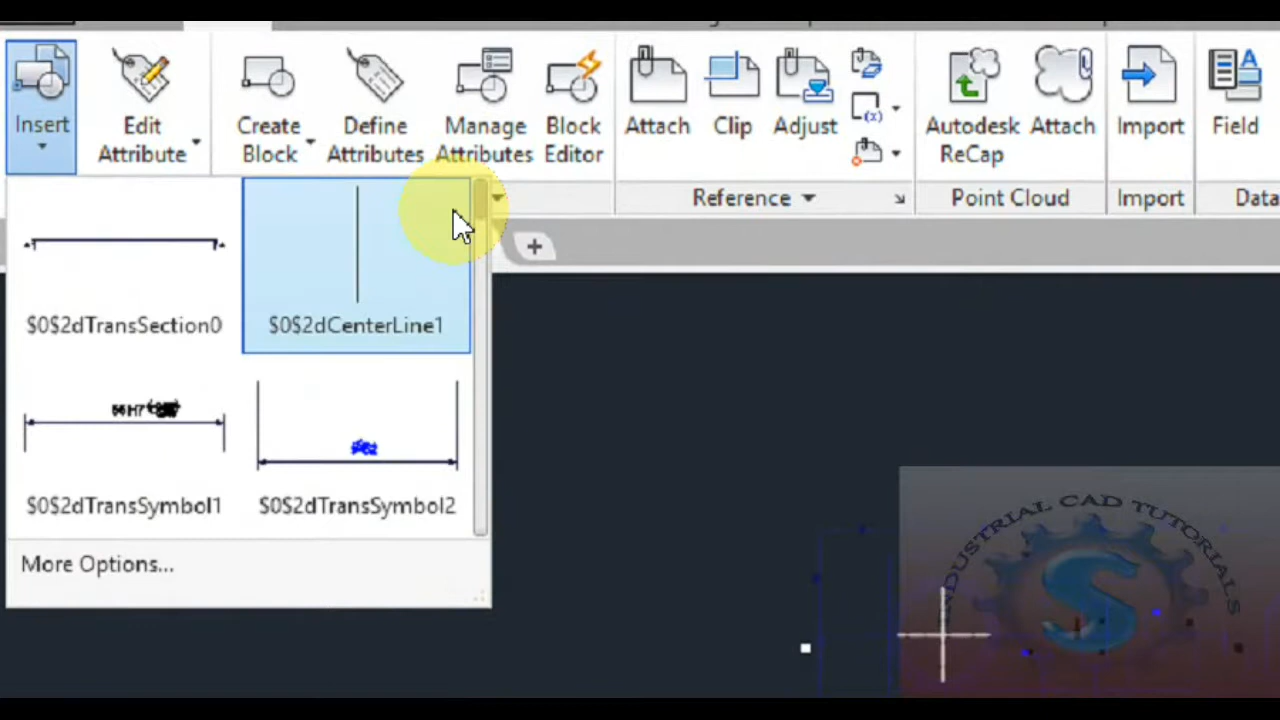 Insert
Edit
Attribute
Create
Block
Define
Attributes
Manage
Attributes
Block
Editor
Attach
Clip
Adjust
Autodesk
ReCap
Attach
Import
Field
Reference
Point Cloud
Import
Data
$0$2dTransSection0
$0$2dCenterLine1
$0$2dTransSymbol1
$0$2dTransSymbol2
More Options...
INDUSTRIAL CAD TUTORIALS
S